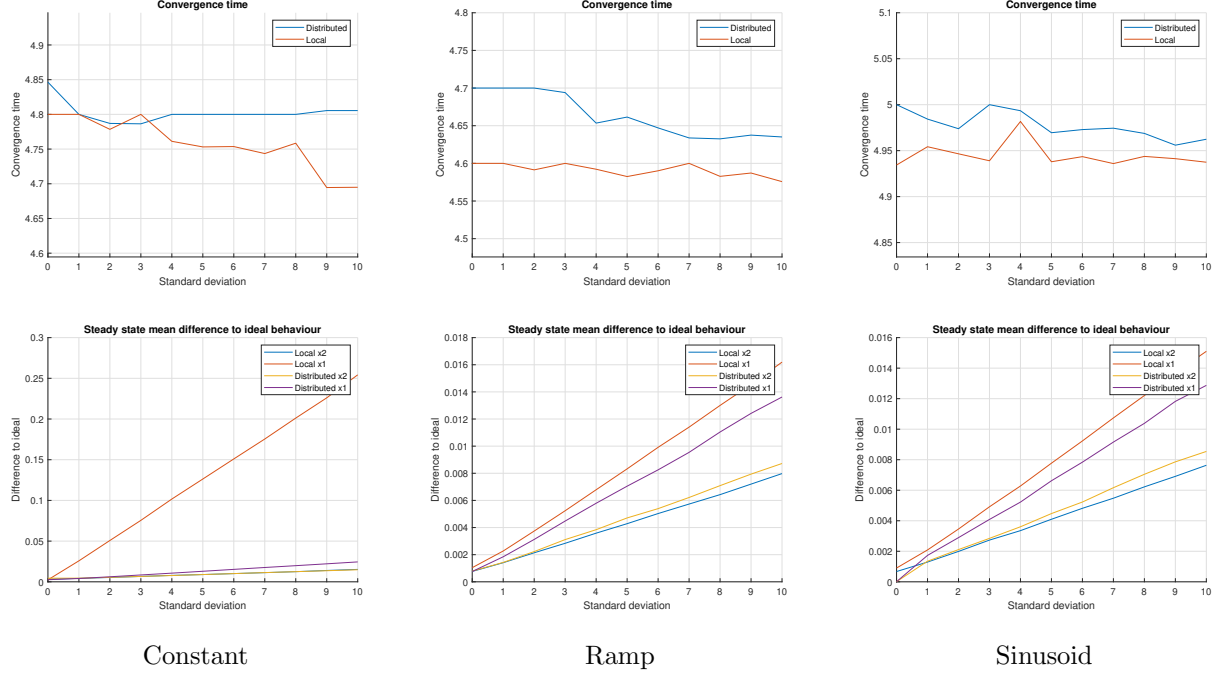 Convergence time
Distributed
Local
4.9
4.85
4.8
4.75
4.7
4.65
4.6
Convergence time
0 1 2 3 4 5 6 7 8 9 10
Standard deviation
Convergence time
Distributed
Local
4.8
4.75
4.7
4.65
4.6
4.55
4.5
Convergence time
0 1 2 3 4 5 6 7 8 9 10
Standard deviation
Convergence time
Distributed
Local
5.1
5.05
5
4.95
4.9
4.85
Convergence time
0 1 2 3 4 5 6 7 8 9 10
Standard deviation
Steady state mean difference to ideal behaviour
Local x2
Local x1
Distributed x2
Distributed x1
0.3
0.25
0.2
0.15
0.1
0.05
0
Difference to ideal
0 1 2 3 4 5 6 7 8 9 10
Standard deviation
Steady state mean difference to ideal behaviour
Local x2
Local x1
Distributed x2
Distributed x1
0.018
0.016
0.014
0.012
0.01
0.008
0.006
0.004
0.002
0
Difference to ideal
0 1 2 3 4 5 6 7 8 9 10
Standard deviation
Steady state mean difference to ideal behaviour
Local x2
Local x1
Distributed x2
Distributed x1
0.016
0.014
0.012
0.01
0.008
0.006
0.004
0.002
0
Difference to ideal
0 1 2 3 4 5 6 7 8 9 10
Standard deviation
Constant
Ramp
Sinusoid